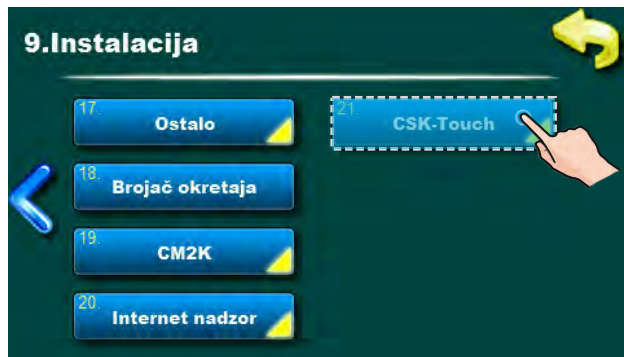 9.Instalacija
17.
Ostalo
18.
Brojač okretaja
19.
CM2K
20.
Internet nadzor
21
CSK-Touch